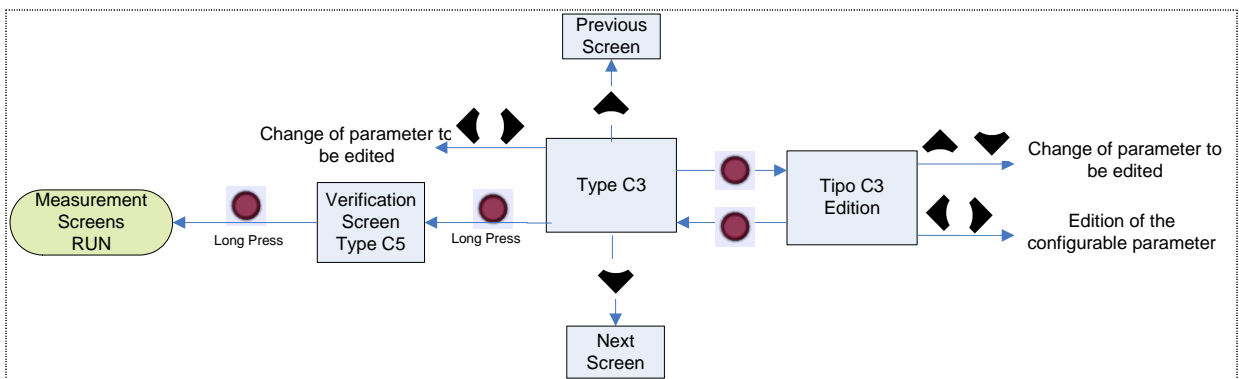 Previous
Screen
Change of parameter to
be edited
Type C3
Tipo C3
Edition
Change of parameter to
be edited
Measurement
Screens
RUN
Long Press
Verification
Screen
Type C5
Long Press
Edition of the
configurable parameter
Next
Screen